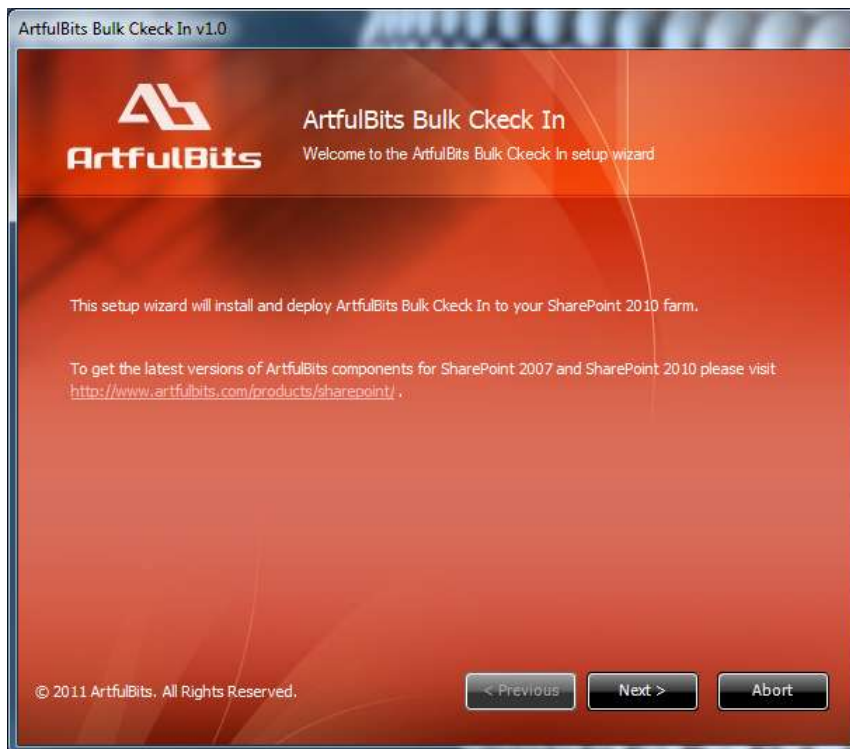 ArtfulBits Bulk Ckeck In v1.0
ArtfulBits
ArtfulBits Bulk Ckeck In
Welcome to the ArtfulBits Bulk Ckeck In setup wizard
This setup wizard will install and deploy ArtfulBits Bulk Ckeck In to your SharePoint 2010 farm.
To get the latest versions of ArtfulBits components for SharePoint 2007 and SharePoint 2010 please visit
http://www.artfulbits.com/products/sharepoint/ .
© 2011 ArtfulBits. All Rights Reserved.
< Previous
Next >
Abort